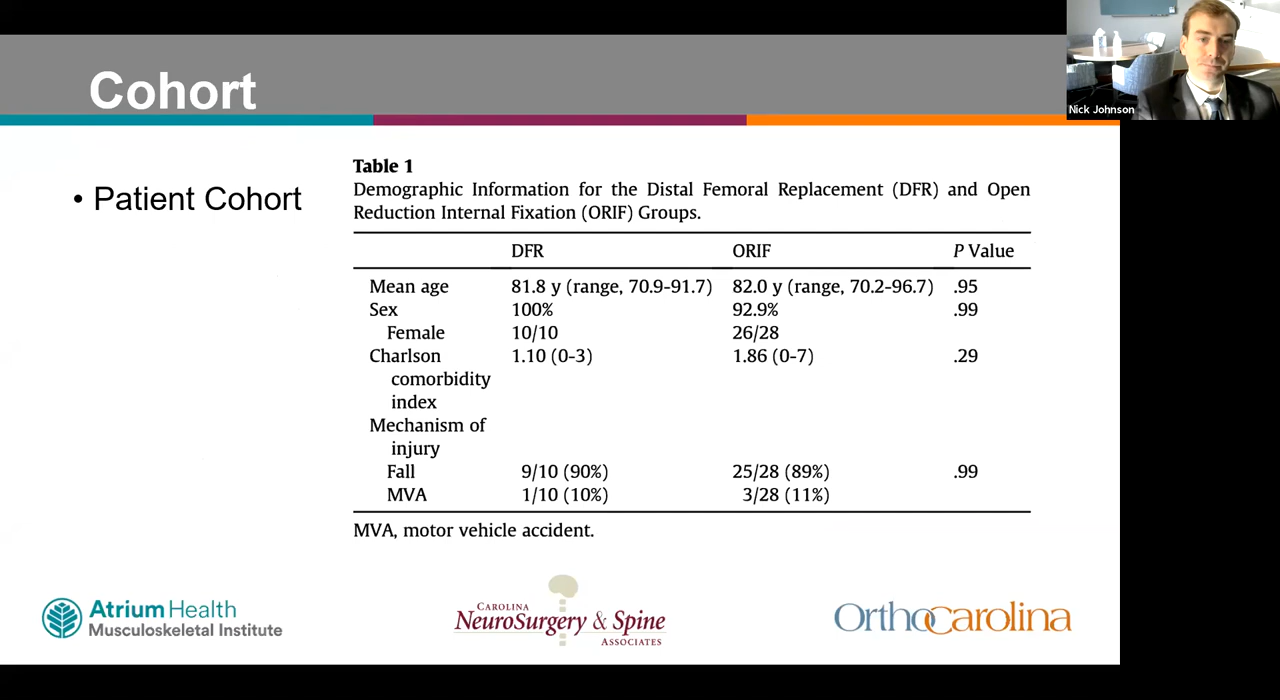 Cohort
Nick Johnson
• Patient Cohort
Table 1
Demographic Information for the Distal Femoral Replacement (DFR) and Open
Reduction Internal Fixation (ORIF) Groups.
DFR ORIF P Value
Mean age 81.8 y (range, 70.9-91.7) 82.0 y (range, 70.2-96.7) .95
Sex 100% 92.9% .99
Female 10/10 26/28
Charlson 1.10 (0-3) 1.86 (0-7) .29
comorbidity
index
Mechanism of
injury
Fall 9/10 (90%) 25/28 (89%) .99
MVA 1/10 (10%) 3/28 (11%)
MVA, motor vehicle accident.
Atrium Health
Musculoskeletal Institute
CAROLINA
NEUROSURGERY & SPINE
ASSOCIATES
OrthoCarolina